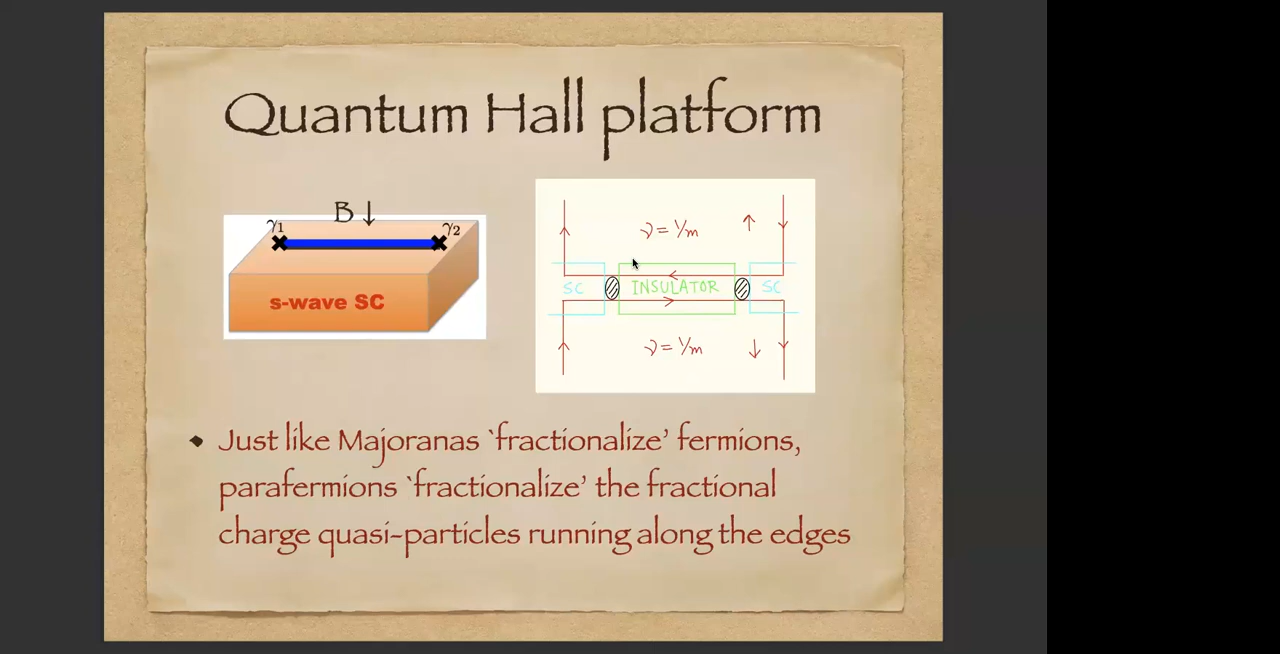 Quantum Hall platform
B ↓
γ1
γ2
s-wave SC
ν = 1/m ↑
SC INSULATOR SC
ν = 1/m ↓
Just like Majoranas `fractionalize' fermions,
parafermions `fractionalize' the fractional
charge quasi-particles running along the edges